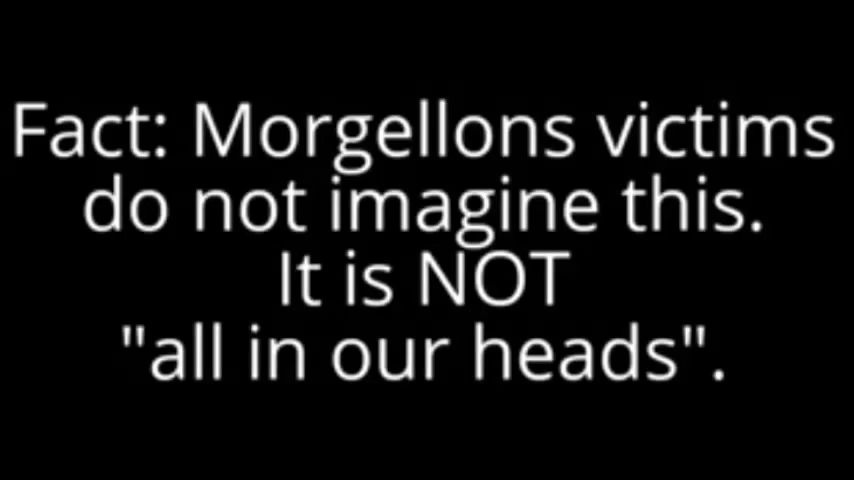 Fact: Morgellons victims
do not imagine this.
It is NOT
"all in our heads".